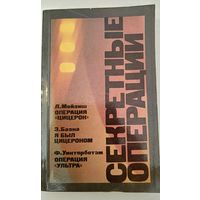 Л. Мойзиш
ОПЕРАЦИЯ
«ЦИЦЕРОН»
Э. Базна
Я БЫЛ
ЦИЦЕРОНОМ
Ф. Уинтерботэм
ОПЕРАЦИЯ
«УЛЬТРА»
СЕКРЕТНЫЕ
ОПЕРАЦИИ